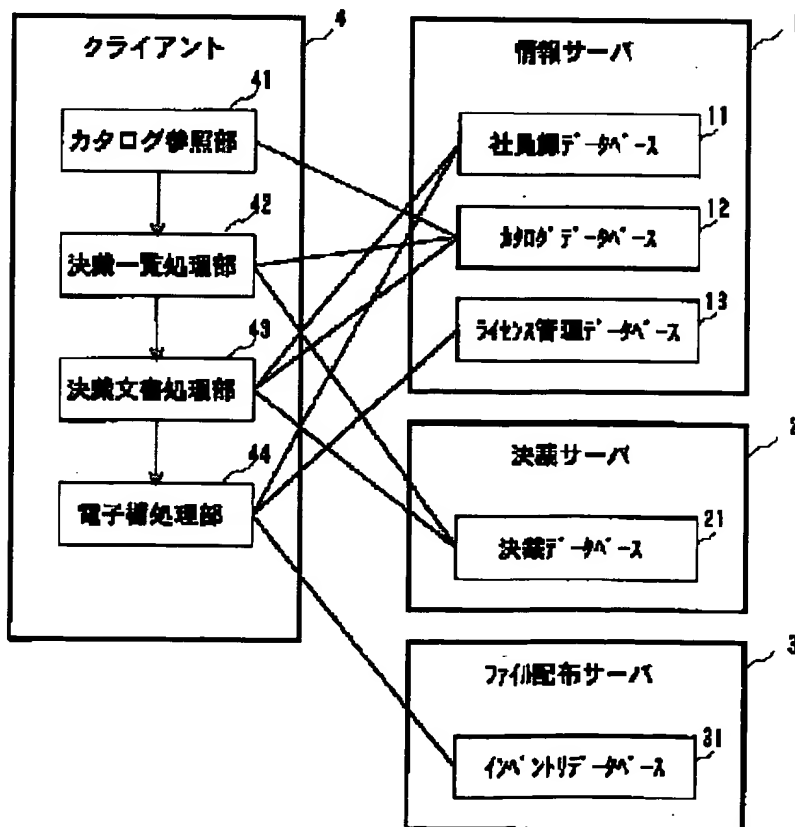 クライアント
4
41
カタログ参照部
42
決裁一覧処理部
43
決裁文書処理部
44
電子棚処理部
情報サーバ
1
11
社員録データベース
12
カタログデータベース
13
ライセンス管理データベース
決裁サーバ
2
21
決裁データベース
ファイル配布サーバ
3
31
インベントリデータベース